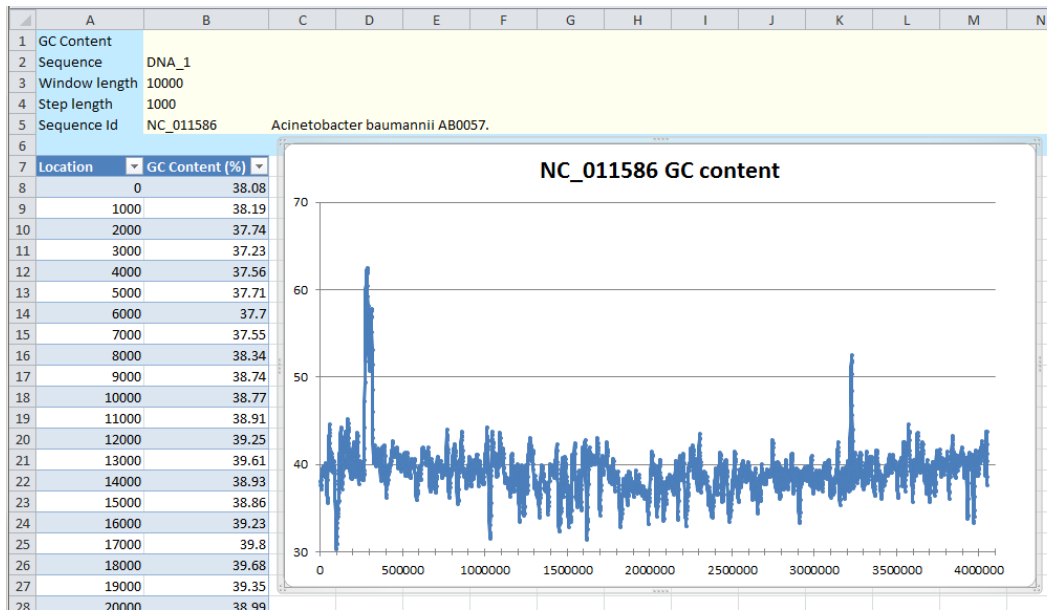 A B C D E F G H I J K L M N
1 GC Content
2 Sequence DNA_1
3 Window length 10000
4 Step length 1000
5 Sequence Id NC_011586 Acinetobacter baumannii AB0057.
6
7 Location GC Content (%)
8 0 38.08
9 1000 38.19
10 2000 37.74
11 3000 37.23
12 4000 37.56
13 5000 37.71
14 6000 37.7
15 7000 37.55
16 8000 38.34
17 9000 38.74
18 10000 38.77
19 11000 38.91
20 12000 39.25
21 13000 39.61
22 14000 38.93
23 15000 38.86
24 16000 39.23
25 17000 39.8
26 18000 39.68
27 19000 39.35
28 20000 38.99
NC_011586 GC content
70
60
50
40
30
0 500000 1000000 1500000 2000000 2500000 3000000 3500000 4000000